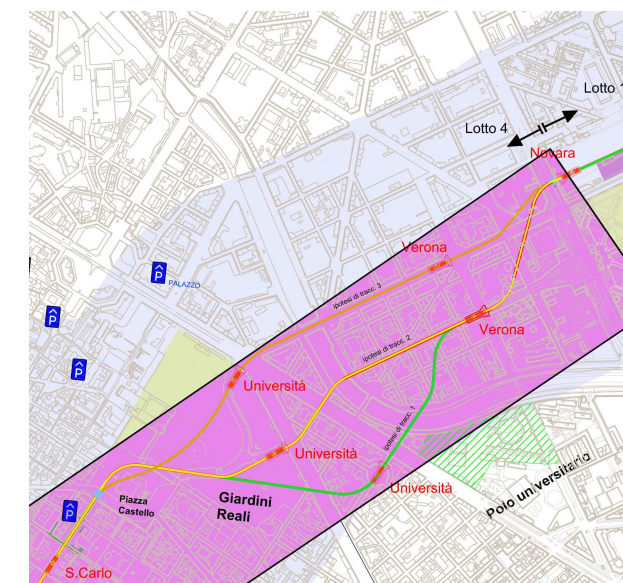 Lotto 1
Lotto 4
Novara
Verona
P
PALAZZO
ipotesi di tracc. 3
P
Verona
ipotesi di tracc. 2
P
Università
ipotesi di tracc. 1
Università
Polo universitario
Università
Giardini
Reali
Piazza
Castello
P
S.Carlo